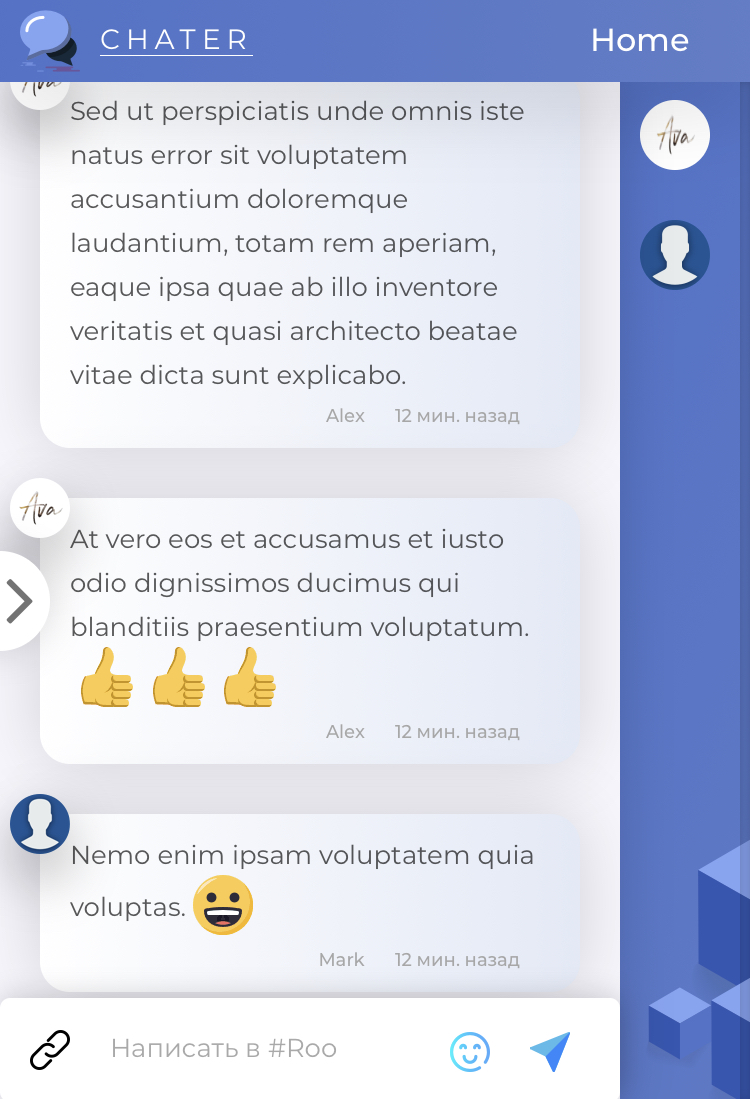 CHATER
Home
Ava
Sed ut perspiciatis unde omnis iste
natus error sit voluptatem
accusantium doloremque
laudantium, totam rem aperiam,
eaque ipsa quae ab illo inventore
veritatis et quasi architecto beatae
vitae dicta sunt explicabo.
Alex 12 мин. назад
Ava
Ava
At vero eos et accusamus et iusto
odio dignissimos ducimus qui
blanditiis praesentium voluptatum.
Alex 12 мин. назад
Nemo enim ipsam voluptatem quia
voluptas.
Mark 12 мин. назад
Написать в #Roo